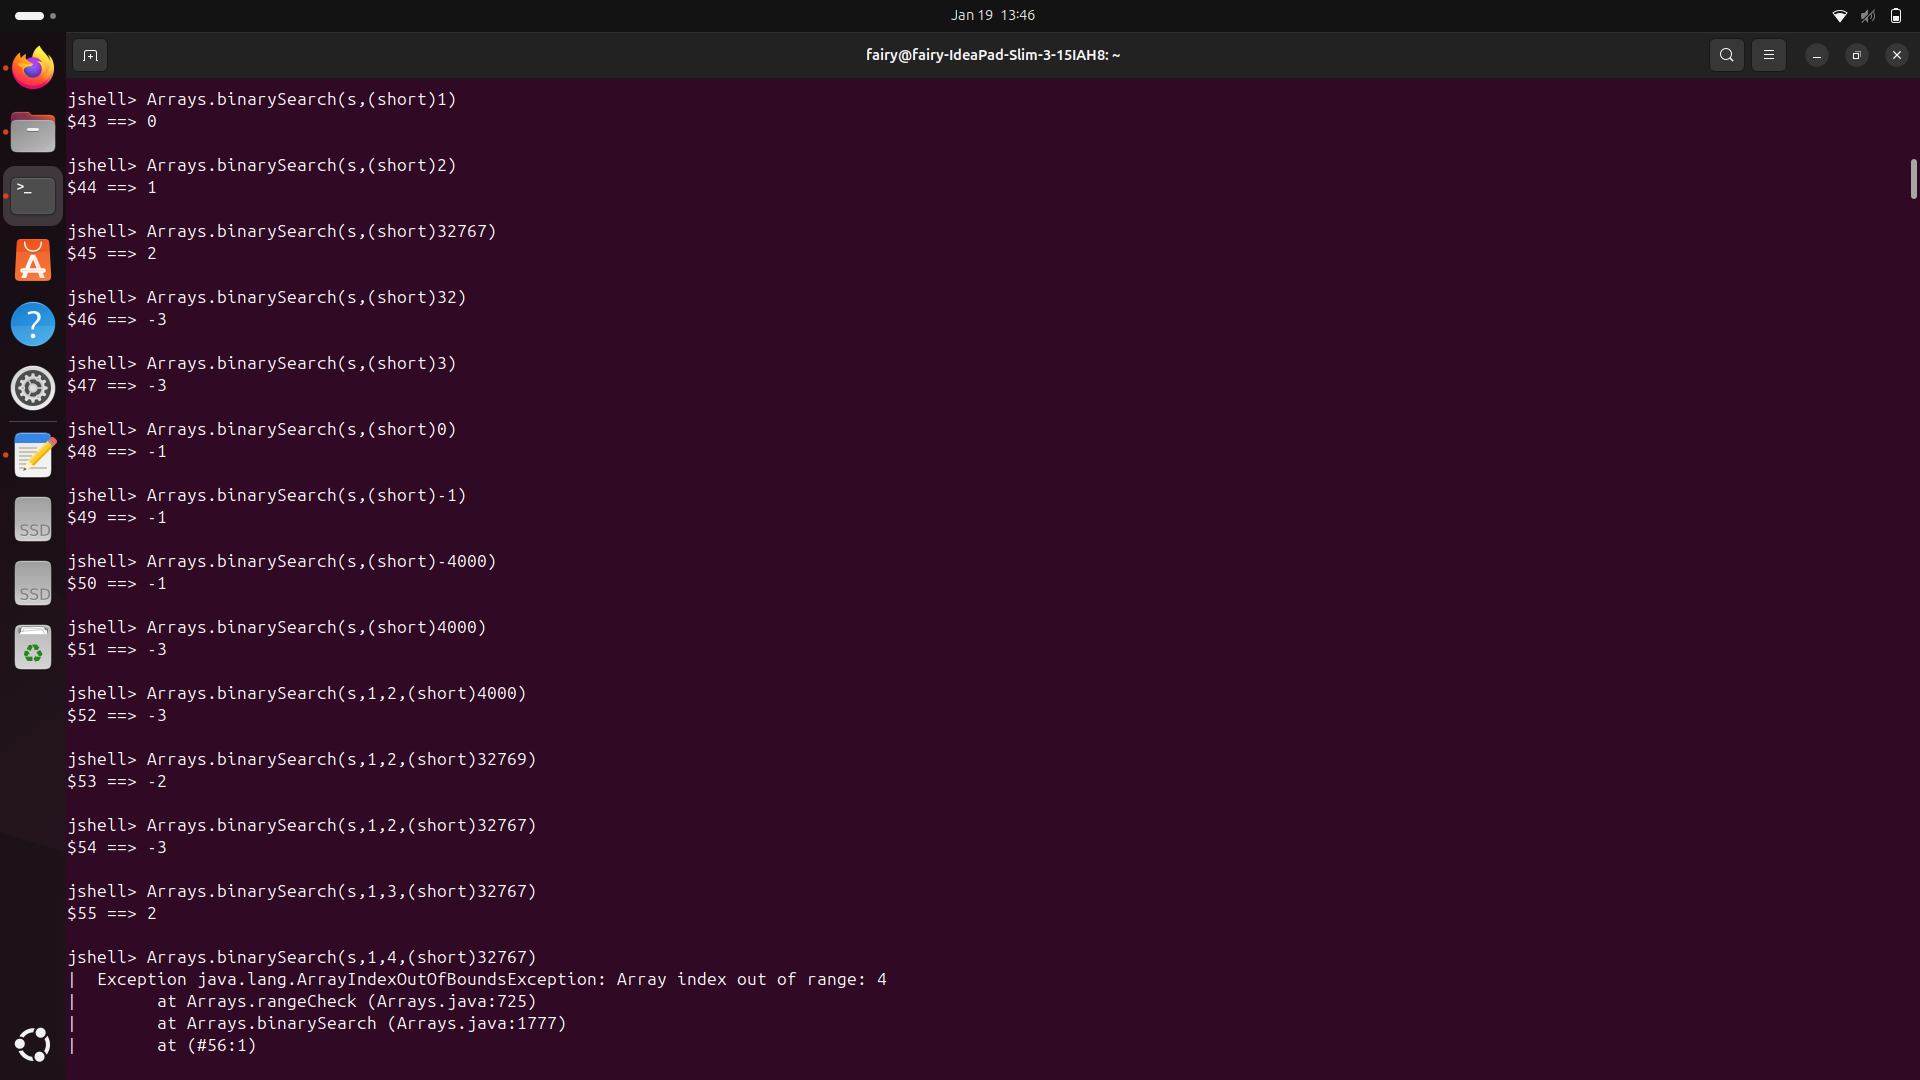 Jan 19 13:46
fairy@fairy-IdeaPad-Slim-3-15IAH8: ~
jshell> Arrays.binarySearch(s,(short)1)
$43 ==> 0
jshell> Arrays.binarySearch(s,(short)2)
$44 ==> 1
jshell> Arrays.binarySearch(s,(short)32767)
$45 ==> 2
jshell> Arrays.binarySearch(s,(short)32)
$46 ==> -3
jshell> Arrays.binarySearch(s,(short)3)
$47 ==> -3
jshell> Arrays.binarySearch(s,(short)0)
$48 ==> -1
jshell> Arrays.binarySearch(s,(short)-1)
$49 ==> -1
jshell> Arrays.binarySearch(s,(short)-4000)
$50 ==> -1
jshell> Arrays.binarySearch(s,(short)4000)
$51 ==> -3
jshell> Arrays.binarySearch(s,1,2,(short)4000)
$52 ==> -3
jshell> Arrays.binarySearch(s,1,2,(short)32769)
$53 ==> -2
jshell> Arrays.binarySearch(s,1,2,(short)32767)
$54 ==> -3
jshell> Arrays.binarySearch(s,1,3,(short)32767)
$55 ==> 2
jshell> Arrays.binarySearch(s,1,4,(short)32767)
|  Exception java.lang.ArrayIndexOutOfBoundsException: Array index out of range: 4
|        at Arrays.rangeCheck (Arrays.java:725)
|        at Arrays.binarySearch (Arrays.java:1777)
|        at (#56:1)
>_
A
?
SSD
SSD